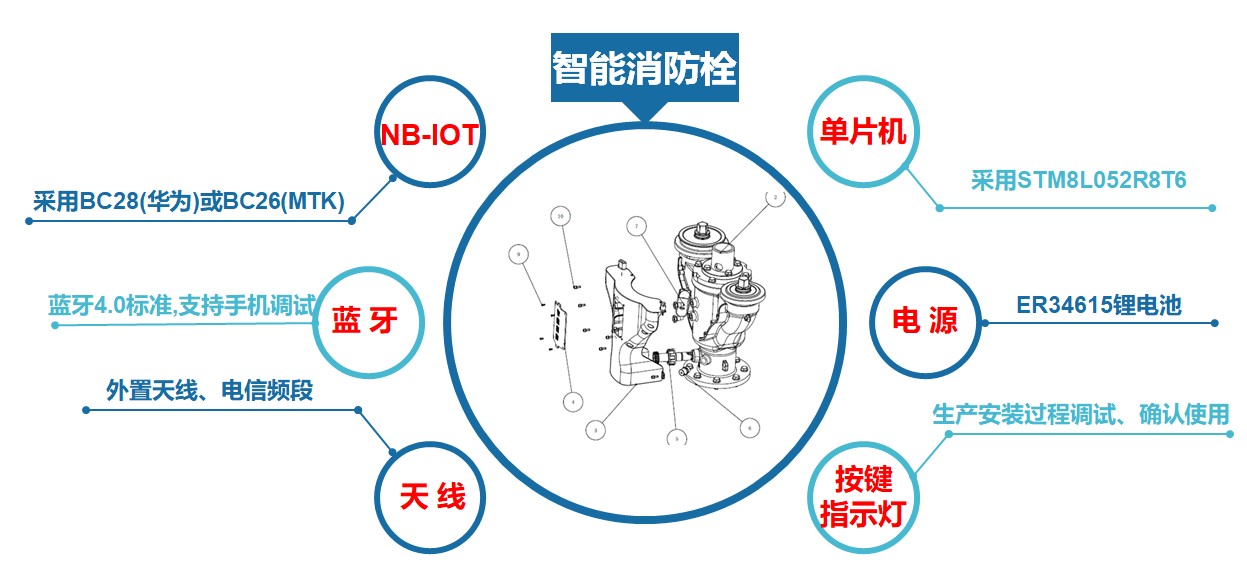 智能消防栓
NB-IOT
采用BC28(华为)或BC26(MTK)
蓝牙4.0标准,支持手机调试
蓝 牙
外置天线、电信频段
天 线
单片机
采用STM8L052R8T6
电 源
ER34615锂电池
生产安装过程调试、确认使用
按键
指示灯
10
9
7
2